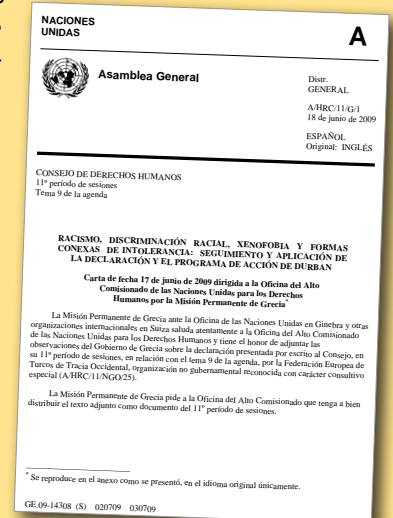 NACIONES
UNIDAS
A
Asamblea General
Distr.
GENERAL
A/HRC/11/G/1
18 de junio de 2009
ESPAÑOL
Original: INGLÉS
CONSEJO DE DERECHOS HUMANOS
11º período de sesiones
Tema 9 de la agenda
RACISMO, DISCRIMINACIÓN RACIAL, XENOFOBIA Y FORMAS
CONEXAS DE INTOLERANCIA: SEGUIMIENTO Y APLICACIÓN DE
LA DECLARACIÓN Y EL PROGRAMA DE ACCIÓN DE DURBAN
Carta de fecha 17 de junio de 2009 dirigida a la Oficina del Alto
Comisionado de las Naciones Unidas para los Derechos
Humanos por la Misión Permanente de Grecia*
La Misión Permanente de Grecia ante la Oficina de las Naciones Unidas en Ginebra y otras
organizaciones internacionales en Suiza saluda atentamente a la Oficina del Alto Comisionado
de las Naciones Unidas para los Derechos Humanos y tiene el honor de adjuntar las
observaciones del Gobierno de Grecia sobre la declaración presentada por escrito al Consejo, en
su 11º período de sesiones, en relación con el tema 9 de la agenda, por la Federación Europea de
Turcos de Tracia Occidental, organización no gubernamental reconocida con carácter consultivo
especial (A/HRC/11/NGO/25).
La Misión Permanente de Grecia pide a la Oficina del Alto Comisionado que tenga a bien
distribuir el texto adjunto como documento del 11º período de sesiones.
* Se reproduce en el anexo como se presentó, en el idioma original únicamente.
GE.09-14308 (S) 020709 030709